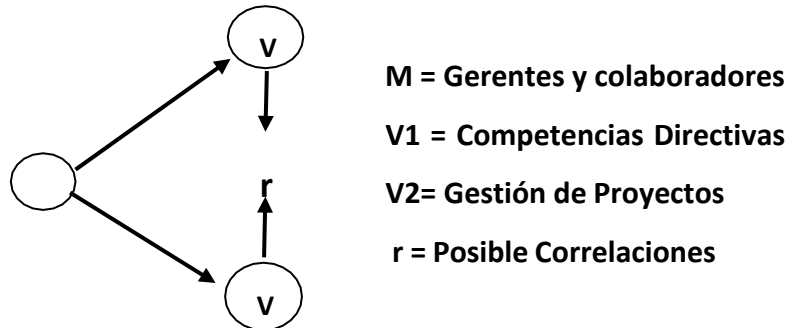 V
M = Gerentes y colaboradores
V1 = Competencias Directivas
r
V2= Gestión de Proyectos
r = Posible Correlaciones
V